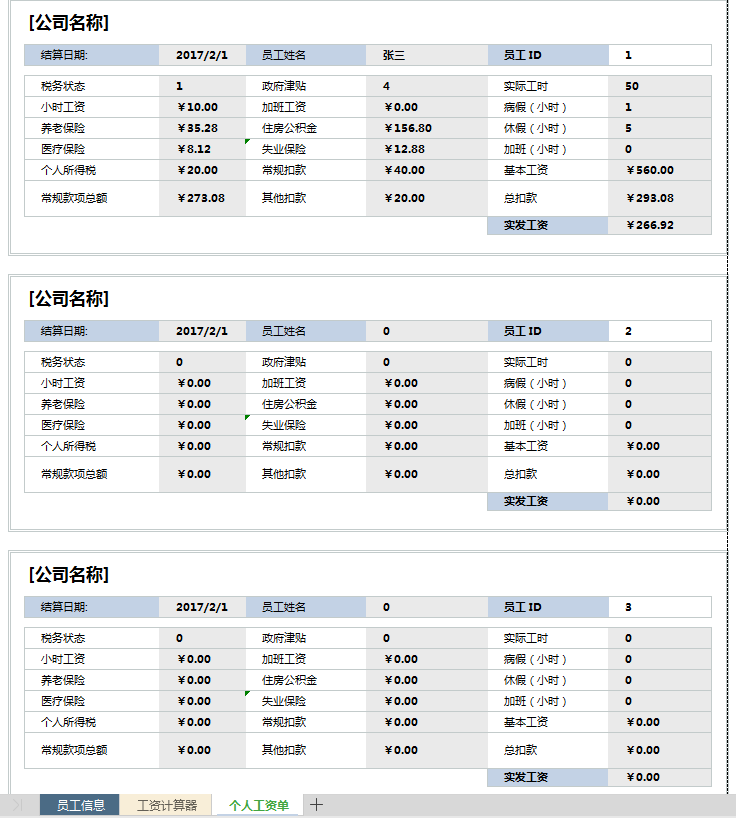 [公司名称]
结算日期: 2017/2/1 员工姓名 张三 员工 ID 1
税务状态 1 政府津贴 4 实际工时 50
小时工资 ￥10.00 加班工资 ￥0.00 病假（小时） 1
养老保险 ￥35.28 住房公积金 ￥156.80 休假（小时） 5
医疗保险 ￥8.12 失业保险 ￥12.88 加班（小时） 0
个人所得税 ￥20.00 常规扣款 ￥40.00 基本工资 ￥560.00
常规款项总额 ￥273.08 其他扣款 ￥20.00 总扣款 ￥293.08
实发工资 ￥266.92
[公司名称]
结算日期: 2017/2/1 员工姓名 0 员工 ID 2
税务状态 0 政府津贴 0 实际工时 0
小时工资 ￥0.00 加班工资 ￥0.00 病假（小时） 0
养老保险 ￥0.00 住房公积金 ￥0.00 休假（小时） 0
医疗保险 ￥0.00 失业保险 ￥0.00 加班（小时） 0
个人所得税 ￥0.00 常规扣款 ￥0.00 基本工资 ￥0.00
常规款项总额 ￥0.00 其他扣款 ￥0.00 总扣款 ￥0.00
实发工资 ￥0.00
[公司名称]
结算日期: 2017/2/1 员工姓名 0 员工 ID 3
税务状态 0 政府津贴 0 实际工时 0
小时工资 ￥0.00 加班工资 ￥0.00 病假（小时） 0
养老保险 ￥0.00 住房公积金 ￥0.00 休假（小时） 0
医疗保险 ￥0.00 失业保险 ￥0.00 加班（小时） 0
个人所得税 ￥0.00 常规扣款 ￥0.00 基本工资 ￥0.00
常规款项总额 ￥0.00 其他扣款 ￥0.00 总扣款 ￥0.00
实发工资 ￥0.00
员工信息 工资计算器 个人工资单